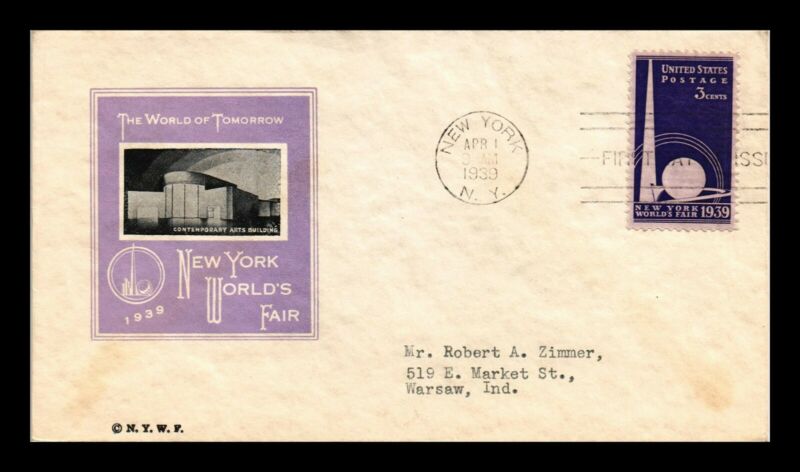 THE WORLD OF TOMORROW
CONTEMPORARY ARTS BUILDING
1939
NEW YORK
WORLD'S
FAIR
© N. Y. W. F.
NEW YORK
APR 1
AM
1939
N. Y.
UNITED STATES
POSTAGE
3 CENTS
NEW YORK
WORLD'S FAIR 1939
Mr. Robert A. Zimmer,
519 E. Market St.,
Warsaw, Ind.